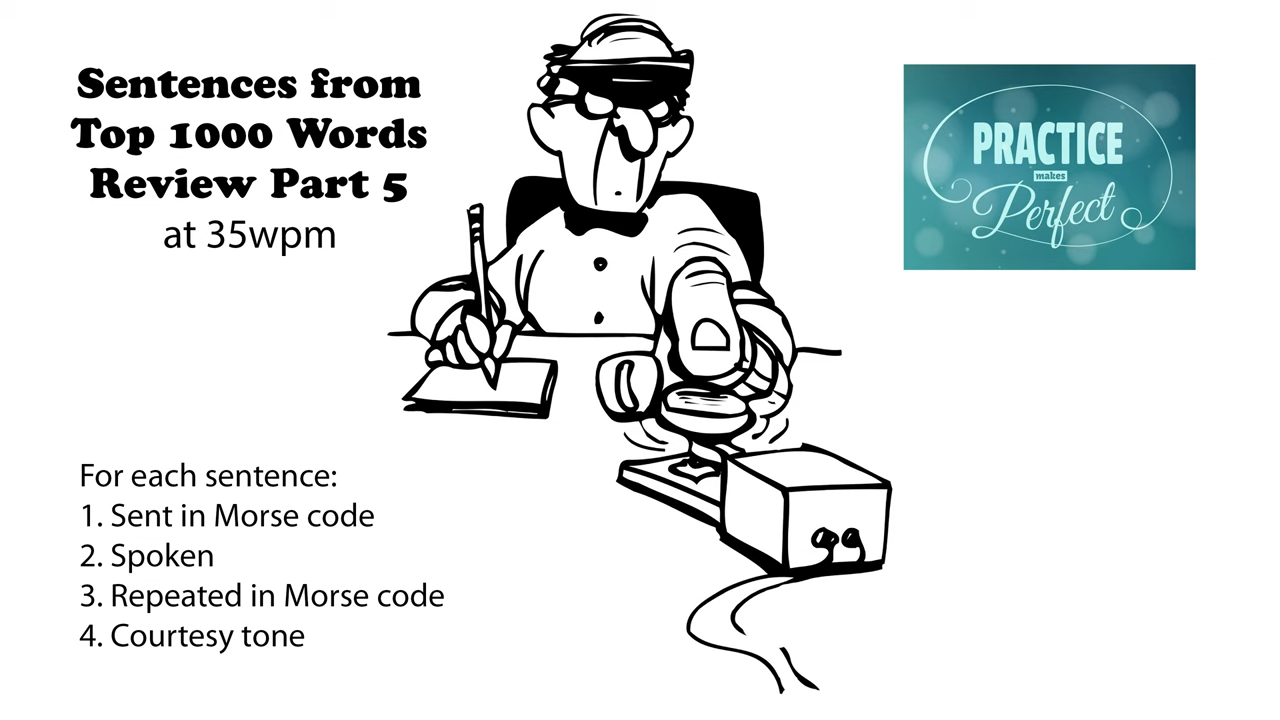 Sentences from
Top 1000 Words
Review Part 5
at 35wpm
PRACTICE
makes
Perfect
For each sentence:
1. Sent in Morse code
2. Spoken
3. Repeated in Morse code
4. Courtesy tone